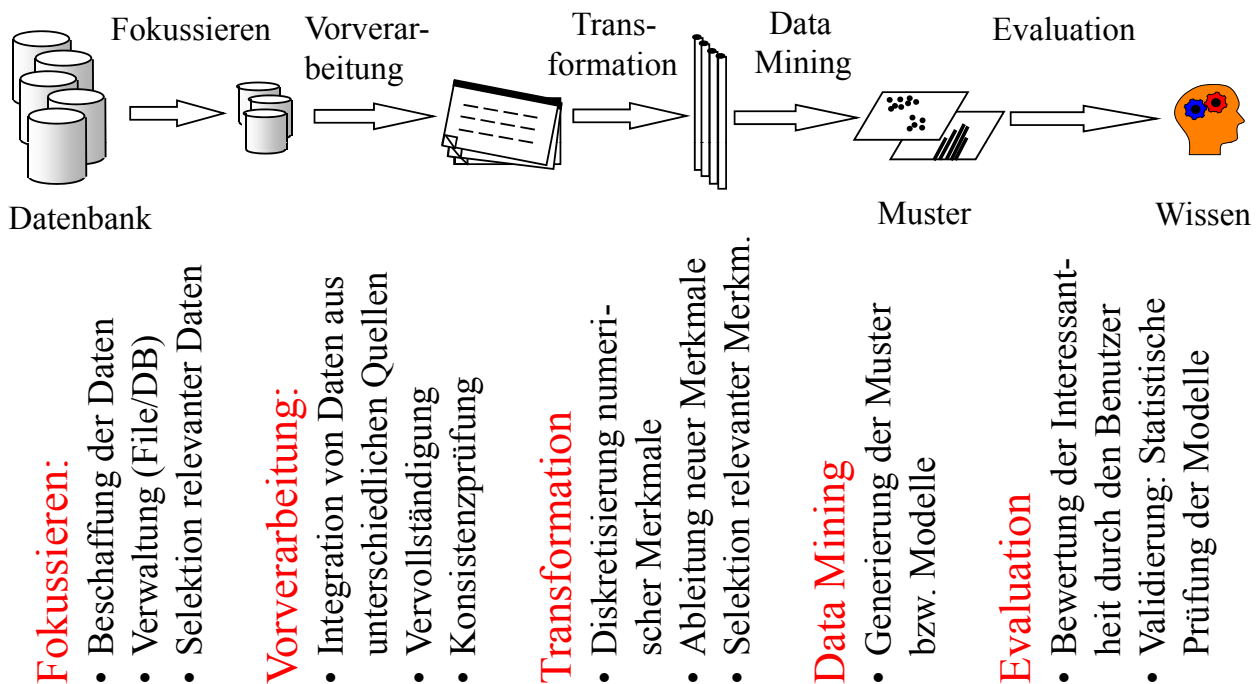 Fokussieren
Vorverar-
beitung
Trans-
formation
Data
Mining
Evaluation
Datenbank
Muster
Wissen
Fokussieren:
• Beschaffung der Daten
• Verwaltung (File/DB)
• Selektion relevanter Daten
Vorverarbeitung:
• Integration von Daten aus
unterschiedlichen Quellen
• Vervollständigung
• Konsistenzprüfung
Transformation
• Diskretisierung numeri-
scher Merkmale
• Ableitung neuer Merkmale
• Selektion relevanter Merkm.
Data Mining
• Generierung der Muster
bzw. Modelle
Evaluation
• Bewertung der Interessant-
heit durch den Benutzer
• Validierung: Statistische
Prüfung der Modelle